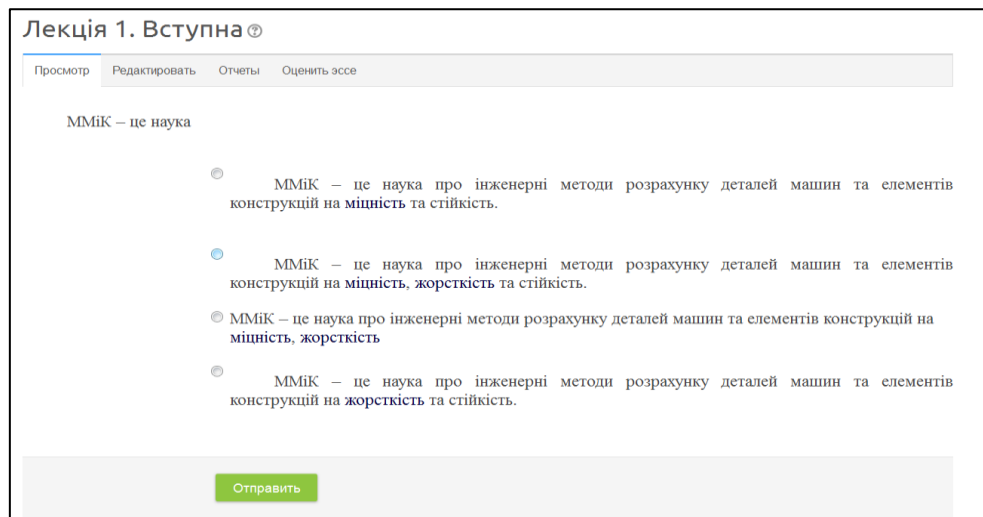 Лекція 1. Вступна
Просмотр Редактировать Отчеты Оценить эссе
ММіК – це наука
ММіК – це наука про інженерні методи розрахунку деталей машин та елементів
конструкцій на міцність та стійкість.
ММіК – це наука про інженерні методи розрахунку деталей машин та елементів
конструкцій на міцність, жорсткість та стійкість.
ММіК – це наука про інженерні методи розрахунку деталей машин та елементів конструкцій на
міцність, жорсткість
ММіК – це наука про інженерні методи розрахунку деталей машин та елементів
конструкцій на жорсткість та стійкість.
Отправить